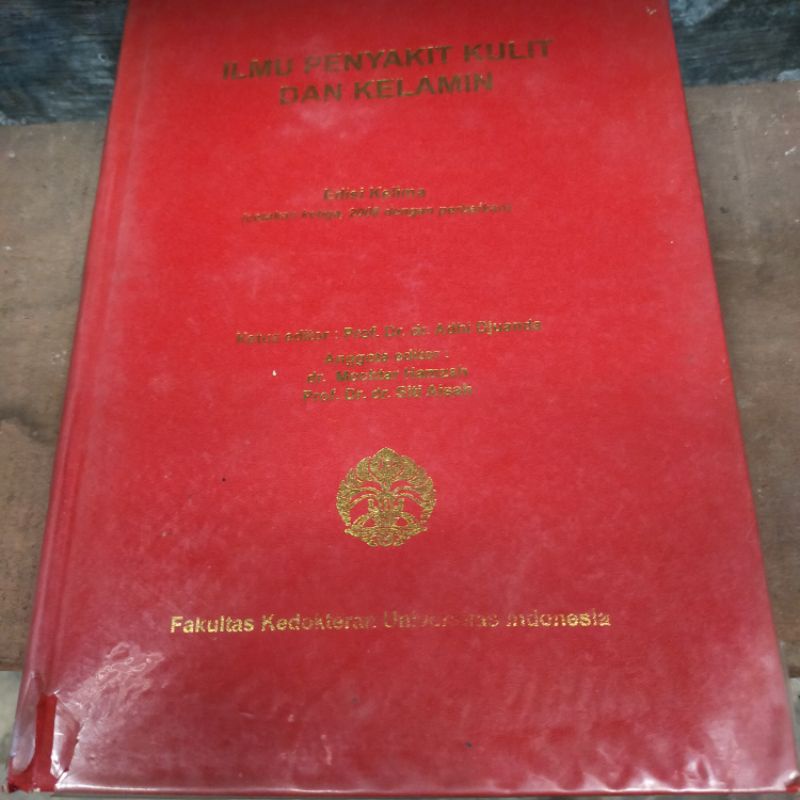 ILMU PENYAKIT KULIT
DAN KELAMIN
Edisi Kelima
(cetakan ketiga, 2008 dengan perbaikan)
Ketua editor : Prof. Dr. dr. Adhi Djuanda
Anggota editor :
dr. Mochtar Hamzah
Prof. Dr. dr. Siti Aisah
Fakultas Kedokteran Universitas Indonesia